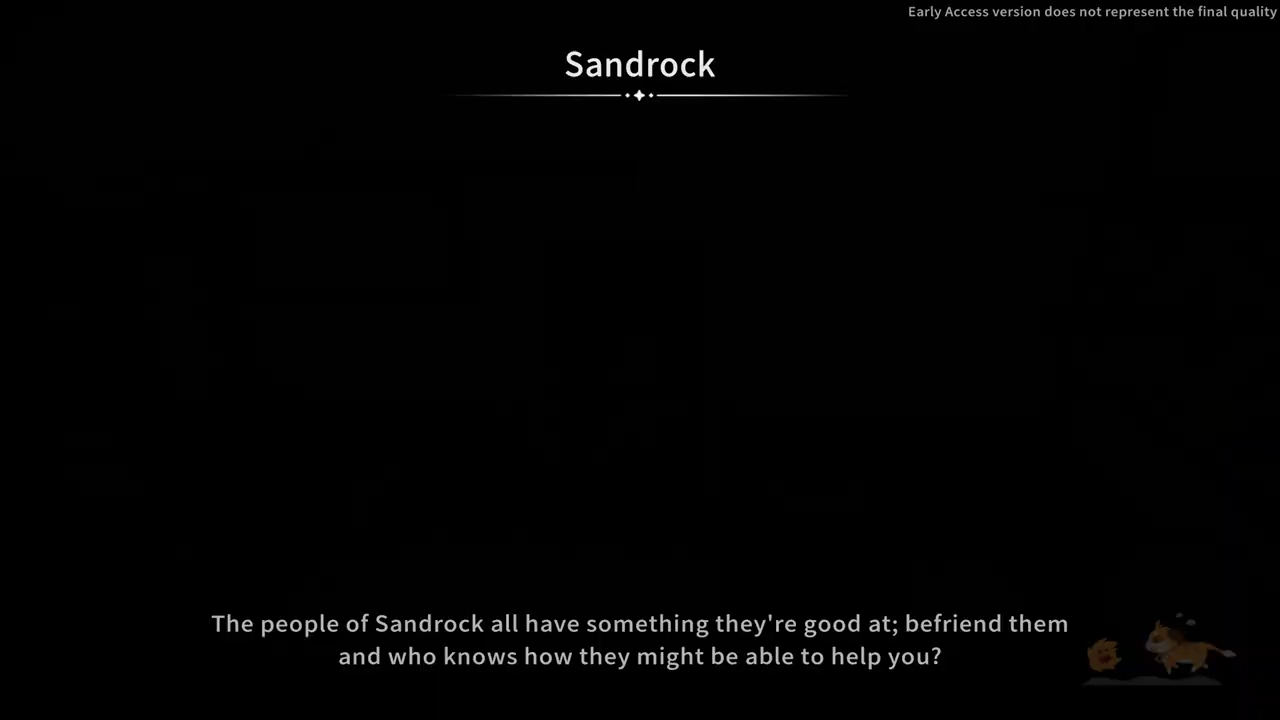 Early Access version does not represent the final quality
Sandrock
The people of Sandrock all have something they're good at; befriend them
and who knows how they might be able to help you?